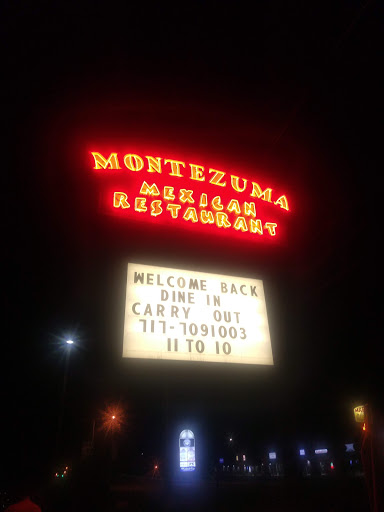 MONTEZUMA
MEXICAN
RESTAURANT
WELCOME BACK
DINE IN
CARRY OUT
717-7091003
11 TO 10